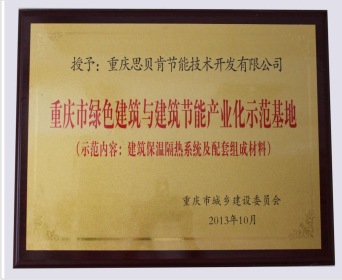 授予：重庆思贝肯节能技术开发有限公司
重庆市绿色建筑与建筑节能产业化示范基地
（示范内容：建筑保温隔热系统及配套组成材料）
重庆市城乡建设委员会
2013年10月